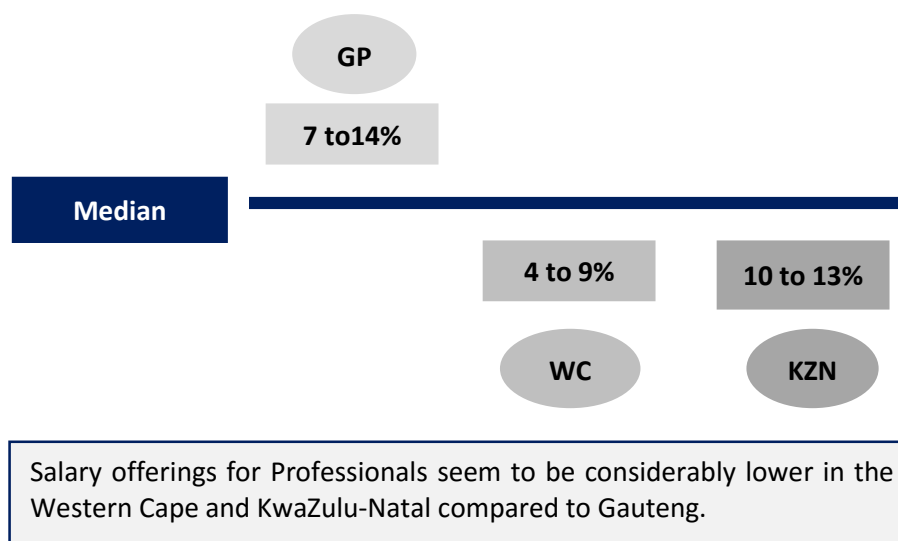 GP
7 to14%
Median
4 to 9%
10 to 13%
WC
KZN
Salary offerings for Professionals seem to be considerably lower in the
Western Cape and KwaZulu-Natal compared to Gauteng.